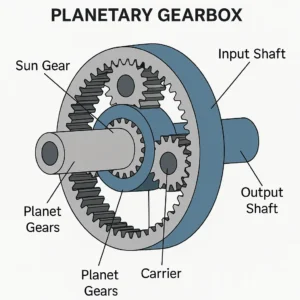 PLANETARY GEARBOX
Sun Gear
Input Shaft
Planet
Gears
Output
Shaft
Planet
Gears
Carrier